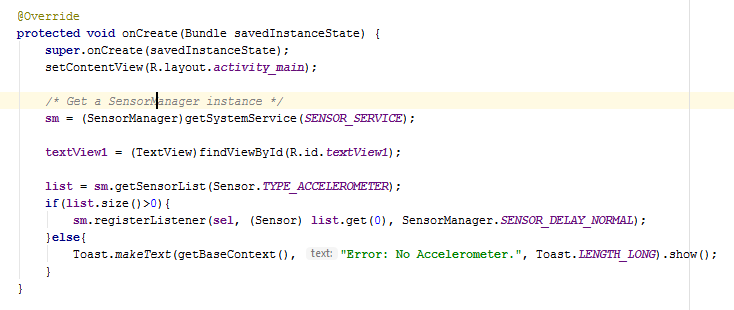 @Override
protected void onCreate(Bundle savedInstanceState) {
super.onCreate(savedInstanceState);
setContentView(R.layout.activity_main);
/* Get a SensorManager instance */
sm = (SensorManager)getSystemService(SENSOR_SERVICE);
textView1 = (TextView)findViewById(R.id.textView1);
list = sm.getSensorList(Sensor.TYPE_ACCELEROMETER);
if(list.size()>0){
sm.registerListener(sel, (Sensor) list.get(0), SensorManager.SENSOR_DELAY_NORMAL);
}else{
Toast.makeText(getBaseContext(), text: "Error: No Accelerometer.", Toast.LENGTH_LONG).show();
}
}